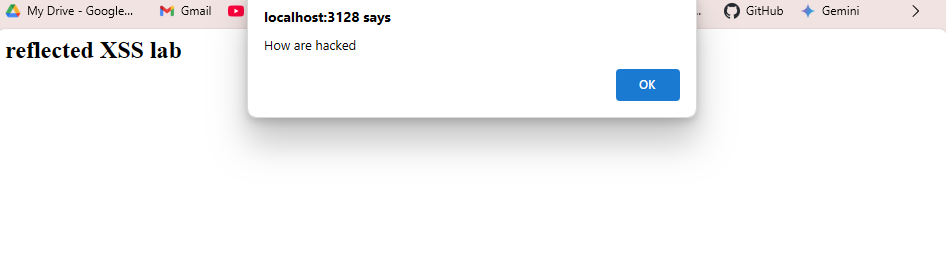 localhost:3128 says
My Drive - Google...
Gmail
GitHub
Gemini
How are hacked
reflected XSS lab
OK